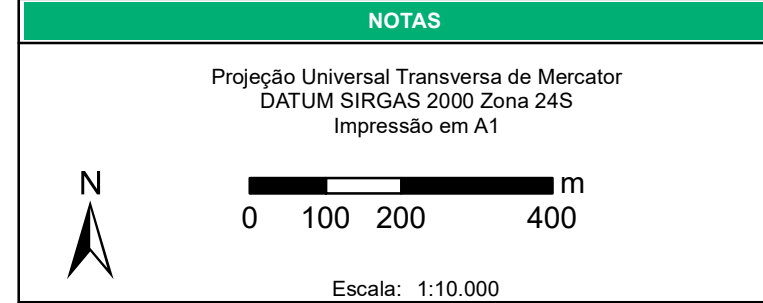 NOTAS
Projeção Universal Transversa de Mercator
DATUM SIRGAS 2000 Zona 24S
Impressão em A1
N
m
0 100 200 400
Escala: 1:10.000